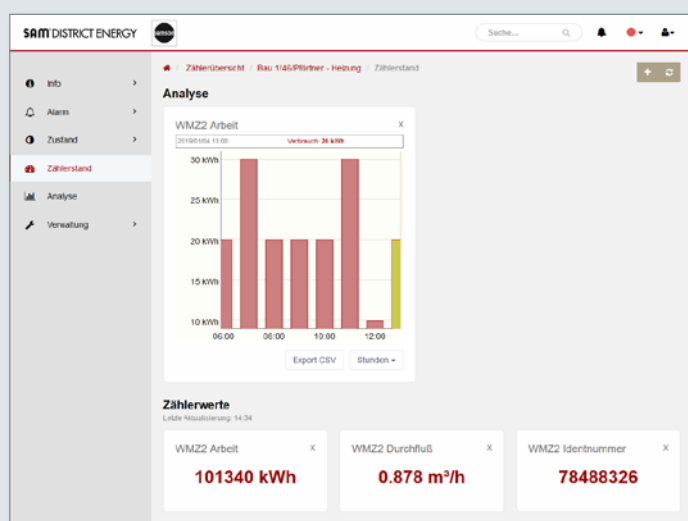 SAM DISTRICT ENERGY
SAMSON
Suche...
Info
Alarm
Zustand
Zählerstand
Analyse
Verwaltung
/ Zählerübersicht / Bau 1/46/Pförtner - Heizung / Zählerstand
Analyse
WMZ2 Arbeit X
2019/01/04 13:00 Verbrauch: 20 kWh
30 kWh
25 kWh
20 kWh
15 kWh
10 kWh
06:00 08:00 10:00 12:00
Export CSV Stunden
Zählerwerte
Letzte Aktualisierung: 14:34
WMZ2 Arbeit X
101340 kWh
WMZ2 Durchfluß X
0.878 m³/h
WMZ2 Identnummer X
78488326